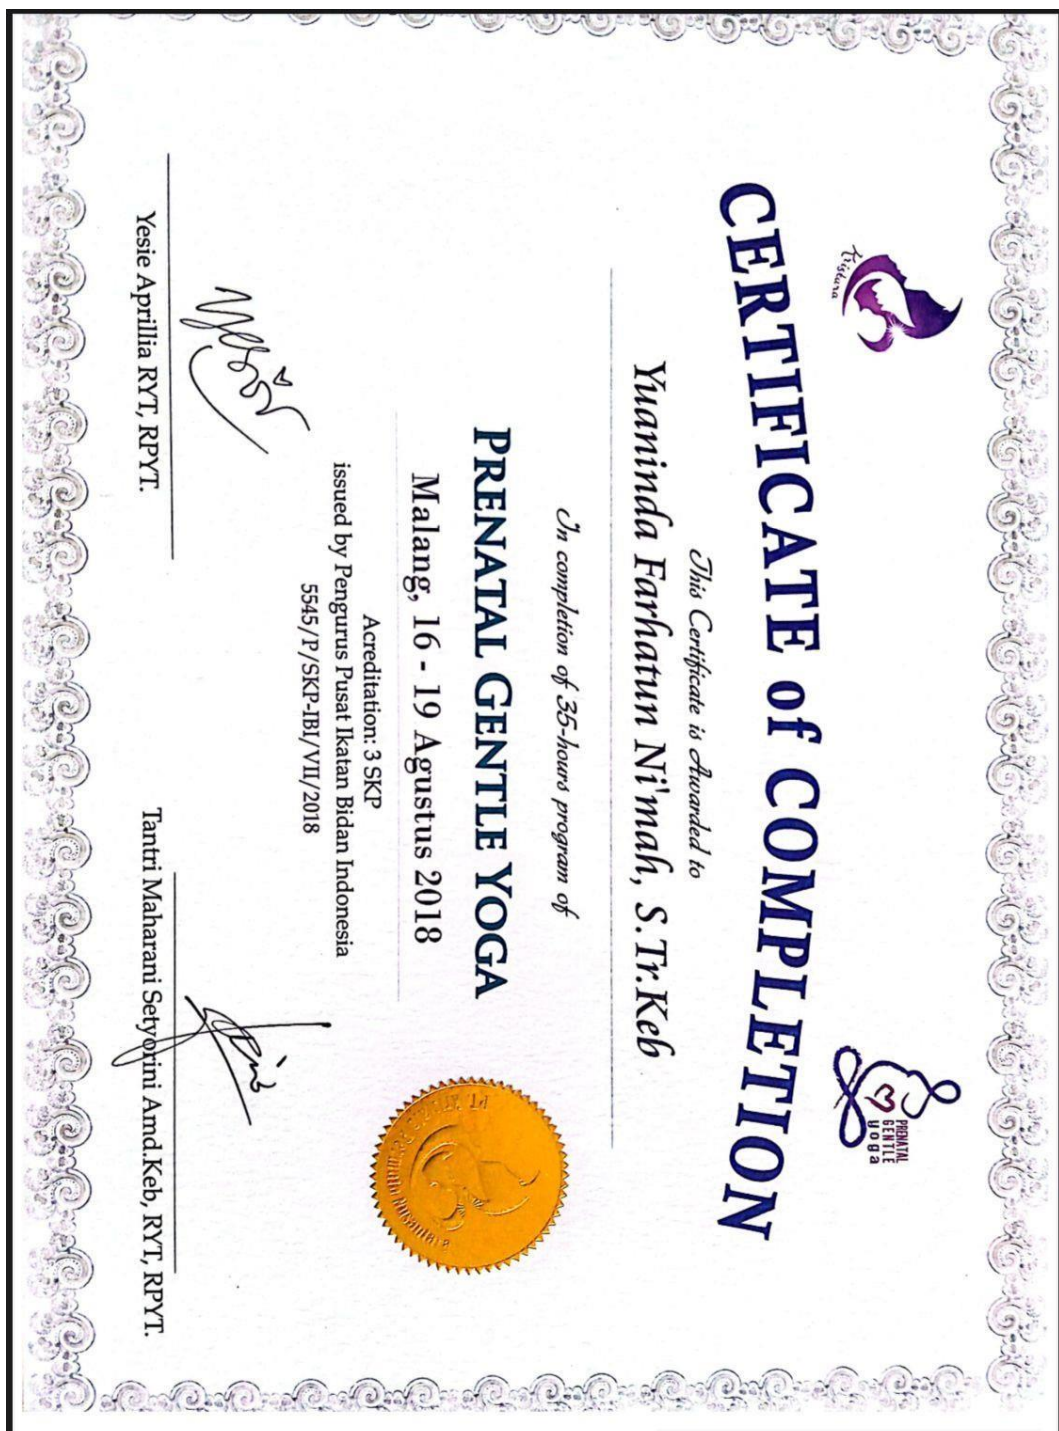 Tristura
PRENATAL
GENTLE
yoga
CERTIFICATE of COMPLETION
This Certificate is Awarded to
Yuaninda Farhatun Ni'mah, S.Tr.Keb
In completion of 35-hours program of
PRENATAL GENTLE YOGA
Malang, 16 - 19 Agustus 2018
Acreditation: 3 SKP
issued by Pengurus Pusat Ikatan Bidan Indonesia
5545/P/SKP-IBI/VII/2018
Nusantara
Yesie Aprillia RYT, RPYT.
Tantri Maharani Setyorini Amd.Keb, RYT, RPYT.